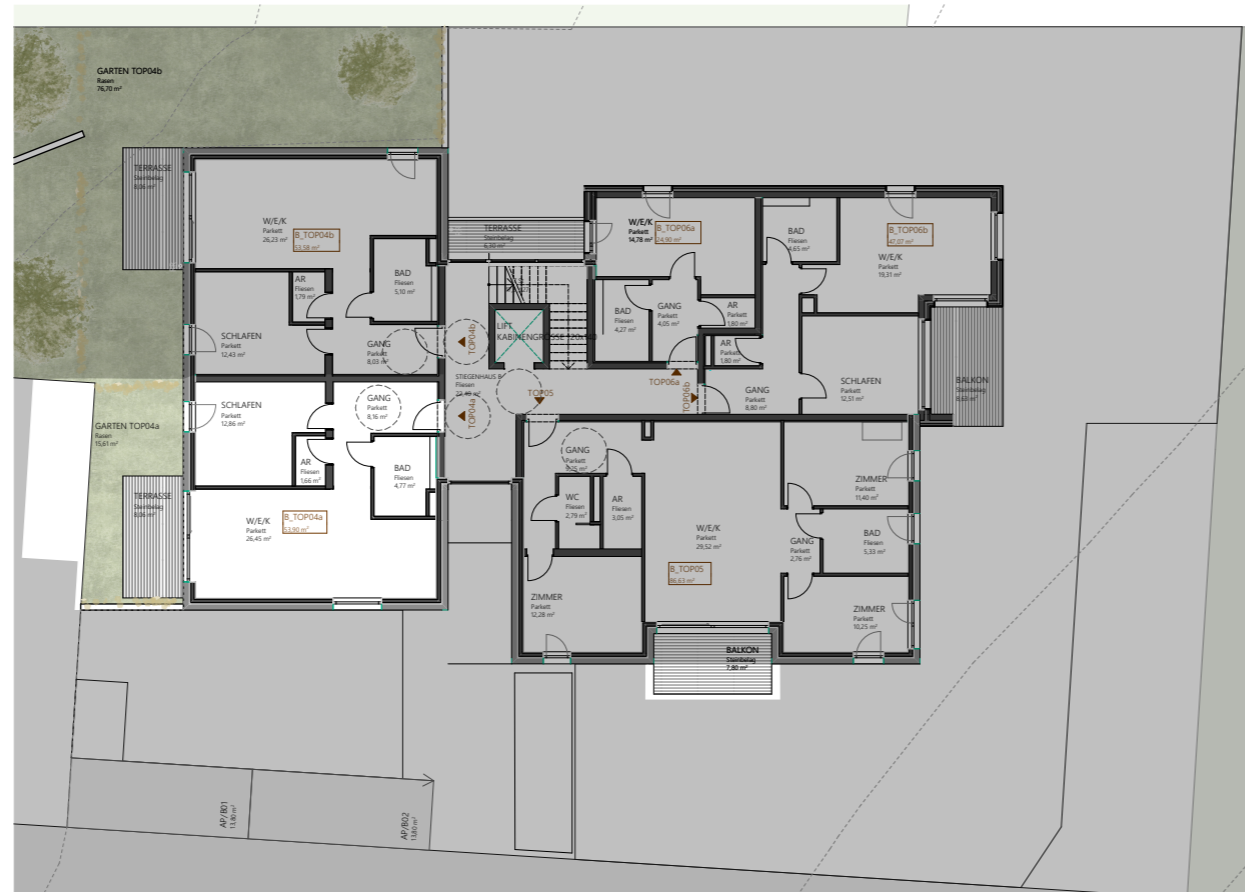 GARTEN TOP04b
Rasen
76,70 m²
TERRASSE
Steinbelag
8,06 m²
W/E/K
Parkett
26,23 m²
B_TOP04b
53,58 m²
AR
Fliesen
1,79 m²
BAD
Fliesen
5,10 m²
SCHLAFEN
Parkett
12,43 m²
GANG
Parkett
8,03 m²
TOP04b
TERRASSE
Steinbelag
6,30 m²
LIFT
KABINENGRÖSSE
STIEGENHAUS B
Fliesen
TOP05
TOP04a
W/E/K
Parkett
14,78 m²
B_TOP06a
24,90 m²
BAD
Fliesen
4,27 m²
GANG
Parkett
4,05 m²
AR
Parkett
1,80 m²
AR
Parkett
1,80 m²
TOP06a
TOP06b
BAD
Fliesen
4,65 m²
W/E/K
Parkett
19,31 m²
B_TOP06b
47,07 m²
GANG
Parkett
8,80 m²
SCHLAFEN
Parkett
12,51 m²
BALKON
Steinbelag
8,63 m²
SCHLAFEN
Parkett
12,86 m²
GANG
Parkett
8,16 m²
GARTEN TOP04a
Rasen
15,61 m²
AR
Fliesen
1,66 m²
BAD
Fliesen
4,77 m²
TERRASSE
Steinbelag
8,06 m²
W/E/K
Parkett
26,45 m²
B_TOP04a
53,90 m²
GANG
Parkett
WC
Fliesen
2,79 m²
AR
Fliesen
3,05 m²
W/E/K
Parkett
29,52 m²
B_TOP05
86,63 m²
ZIMMER
Parkett
11,40 m²
GANG
Parkett
2,76 m²
BAD
Fliesen
5,33 m²
ZIMMER
Parkett
12,28 m²
ZIMMER
Parkett
10,25 m²
BALKON
Steinbelag
7,80 m²
AP/B01
13,80 m²
AP/B02
13,80 m²